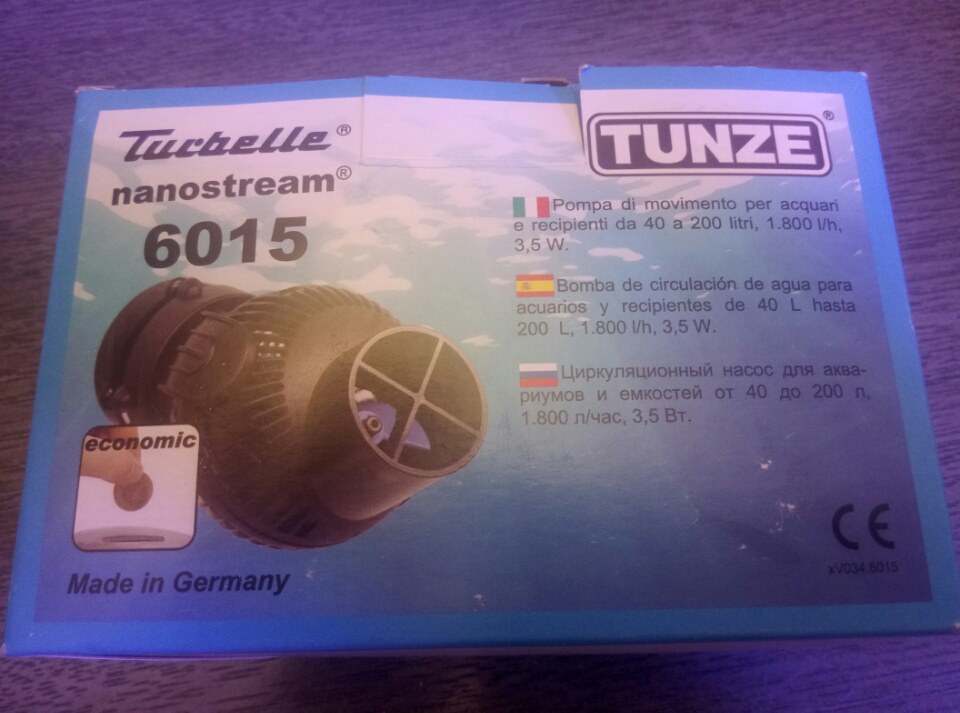 Turbelle®
nanostream®
6015
TUNZE®
Pompa di movimento per acquari
e recipienti da 40 a 200 litri, 1.800 l/h,
3,5 W.
Bomba de circulación de agua para
acuarios y recipientes de 40 L hasta
200 L, 1.800 l/h, 3,5 W.
Циркуляционный насос для аква-
риумов и емкостей от 40 до 200 л,
1.800 л/час, 3,5 Вт.
economic
Made in Germany
CE
xV034.6015